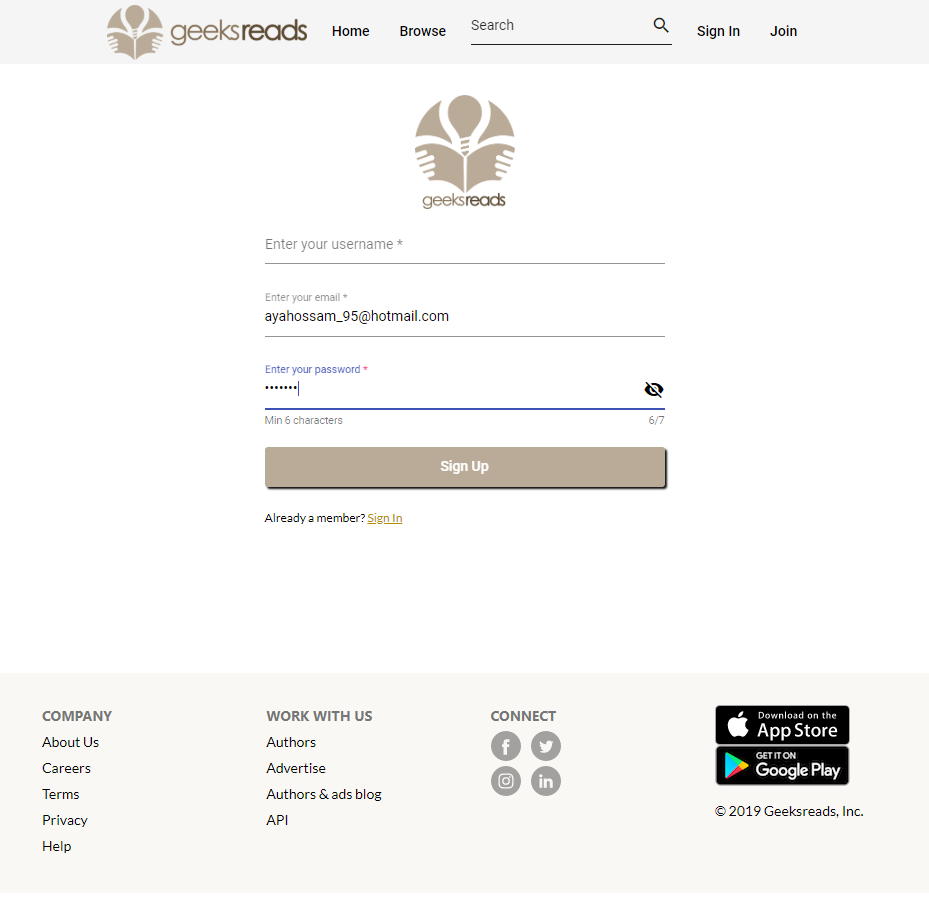 geeksreads
Home
Browse
Search
Sign In
Join
geeksreads
Enter your username *
Enter your email *
ayahossam_95@hotmail.com
Enter your password *
•••••••
Min 6 characters
6/7
Sign Up
Already a member? Sign In
COMPANY
About Us
Careers
Terms
Privacy
Help
WORK WITH US
Authors
Advertise
Authors & ads blog
API
CONNECT
Download on the
App Store
GET IT ON
Google Play
© 2019 Geeksreads, Inc.